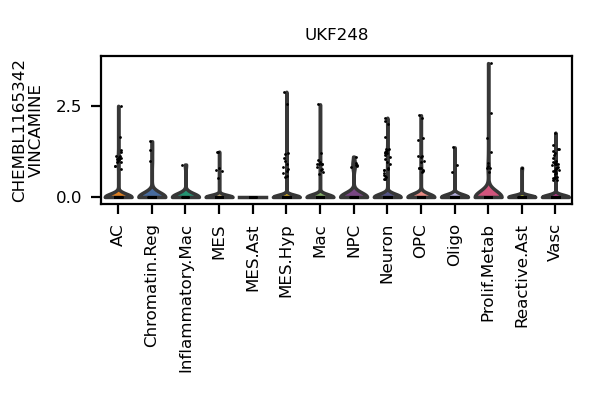 UKF248
CHEMBL1165342
VINCAMINE
2.5
0.0
AC
Chromatin.Reg
Inflammatory.Mac
MES
MES.Ast
MES.Hyp
Mac
NPC
Neuron
OPC
Oligo
Prolif.Metab
Reactive.Ast
Vasc